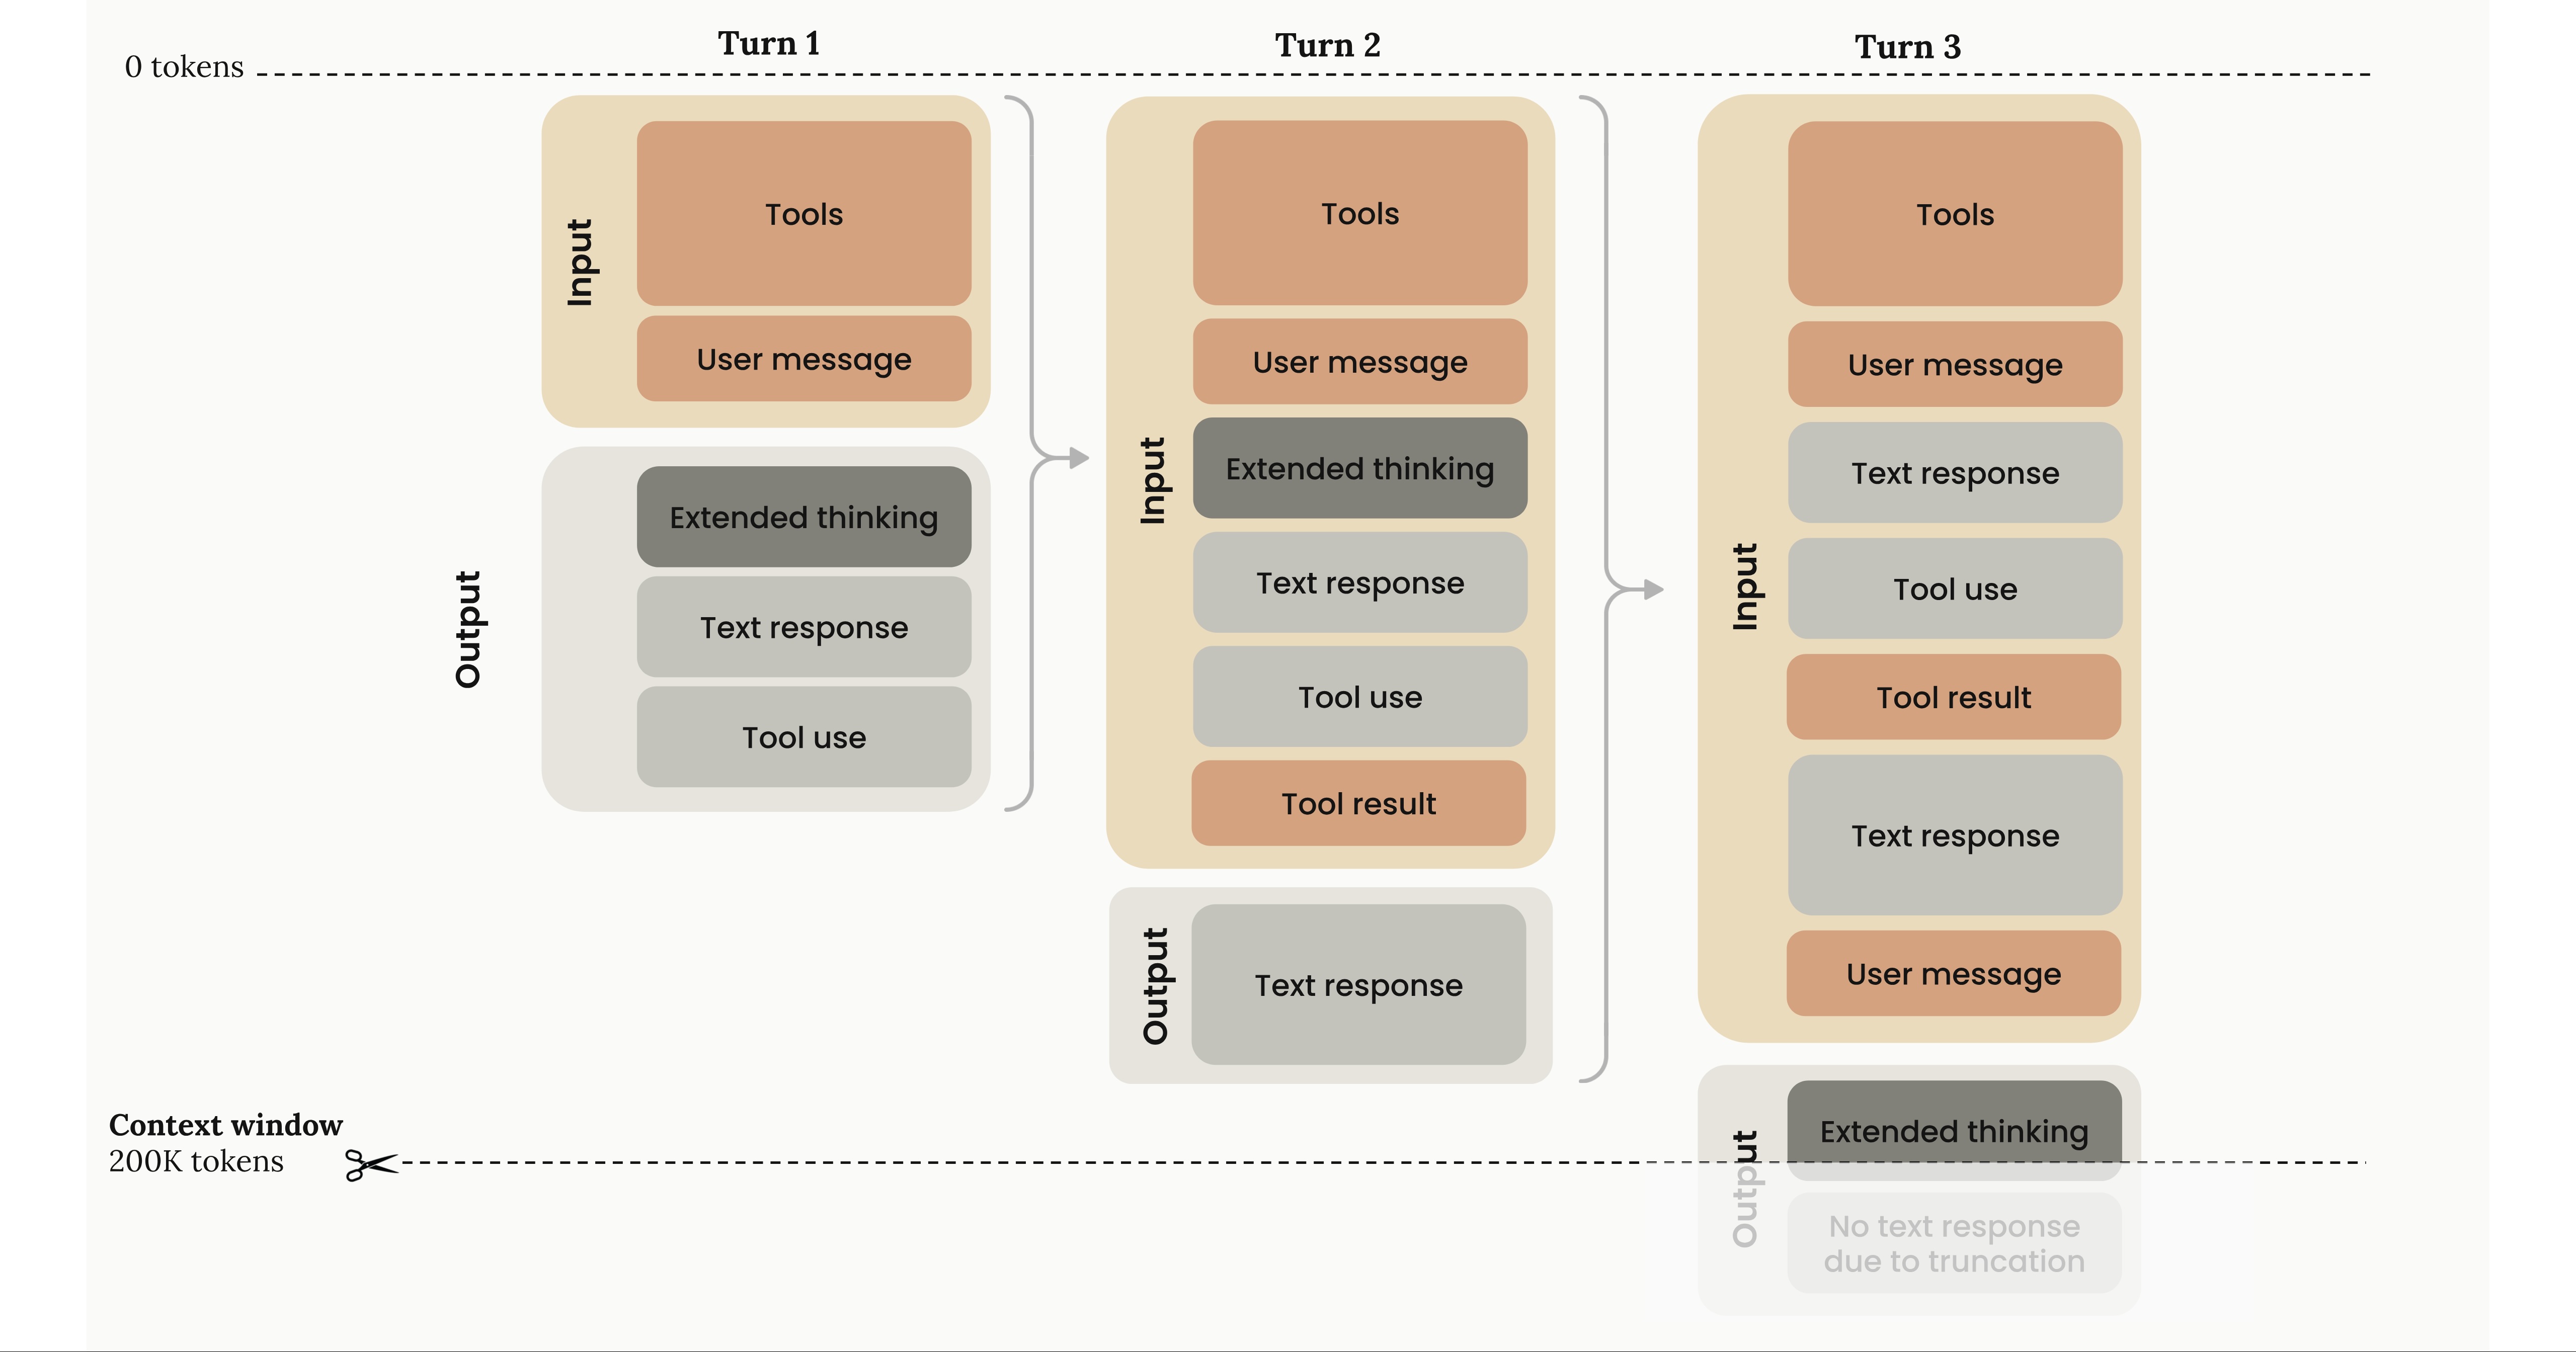 Turn 1
Turn 2
Turn 3
0 tokens
Input
Tools
User message
Output
Extended thinking
Text response
Tool use
Input
Tools
User message
Extended thinking
Text response
Tool use
Tool result
Output
Text response
Input
Tools
User message
Text response
Tool use
Tool result
Text response
User message
Output
Extended thinking
No text response
due to truncation
Context window
200K tokens